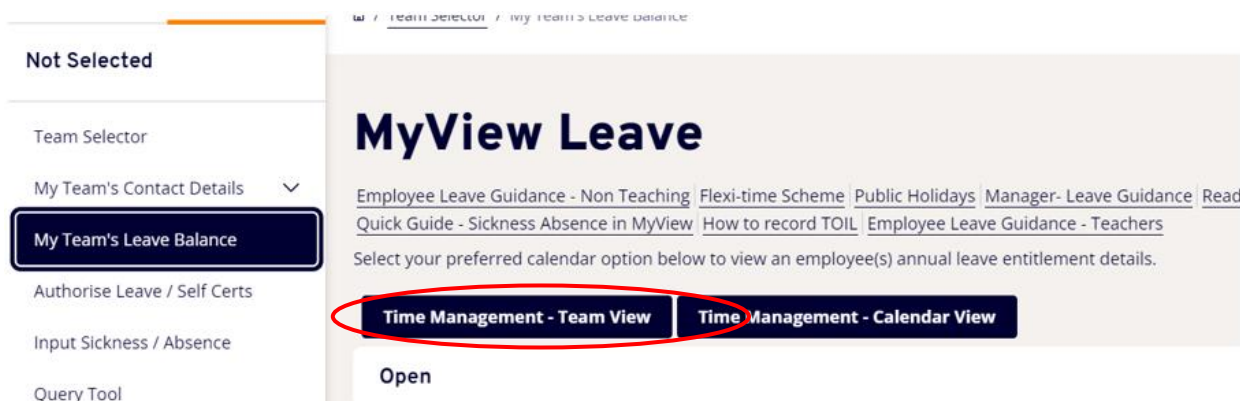 / Team Selector / My Team's Leave Balance
Not Selected
Team Selector
My Team's Contact Details
My Team's Leave Balance
Authorise Leave / Self Certs
Input Sickness / Absence
Query Tool
MyView Leave
Employee Leave Guidance - Non Teaching Flexi-time Scheme Public Holidays Manager- Leave Guidance Read
Quick Guide - Sickness Absence in MyView How to record TOIL Employee Leave Guidance - Teachers
Select your preferred calendar option below to view an employee(s) annual leave entitlement details.
Time Management - Team View Time Management - Calendar View
Open